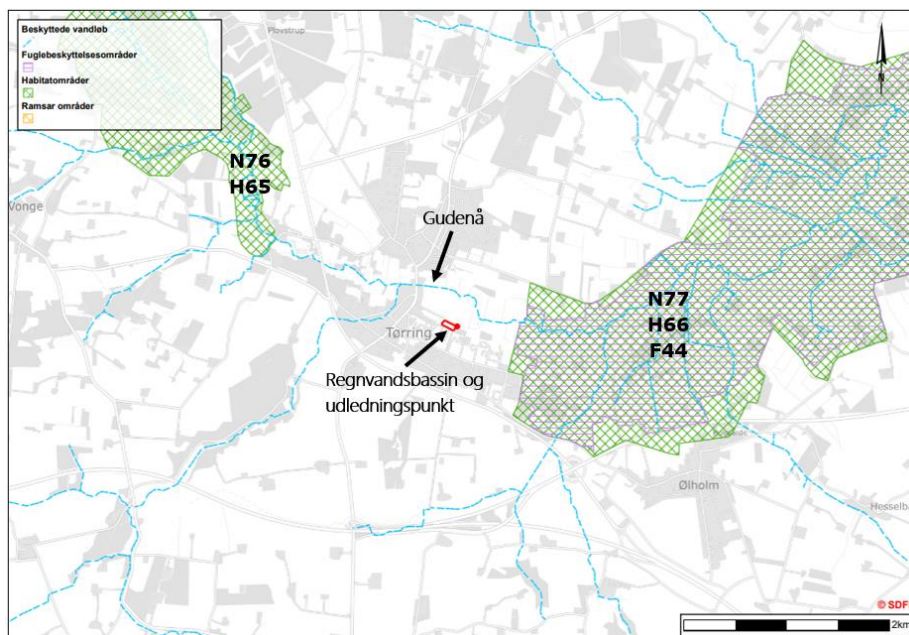 Beskyttede vandløb
Fuglebeskyttelsesområder
Habitatområder
Ramsar områder
Plovstrup
N
N76
H65
Vonge
Gudenå
N77
H66
F44
Tørring
Regnvandsbassin og
udledningspunkt
Ølholm
© SDF
2km